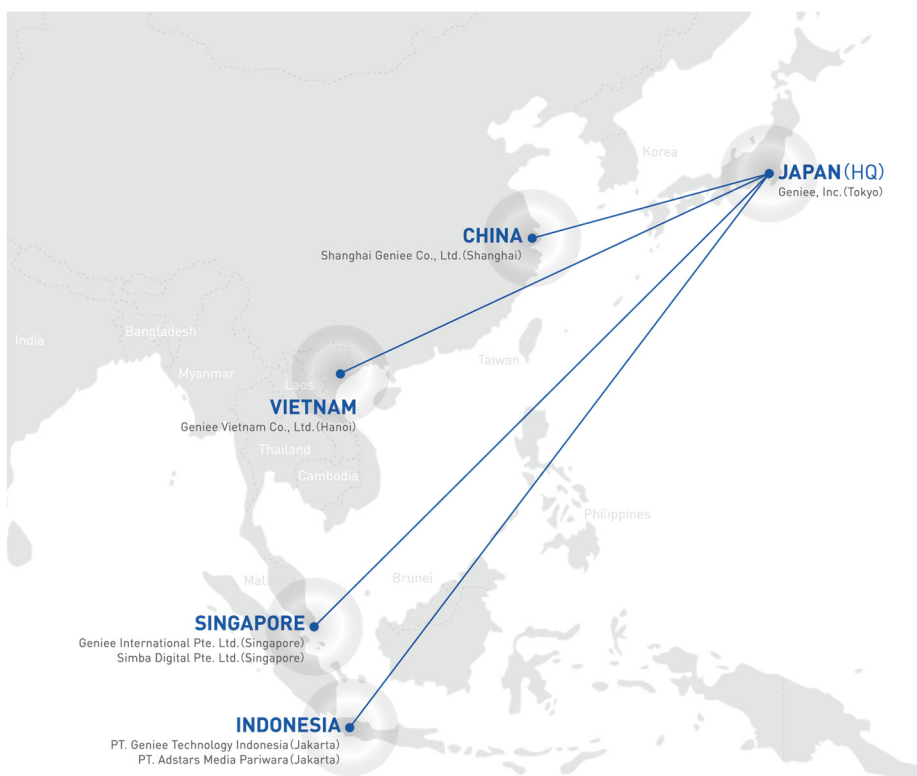 Korea
JAPAN(HQ)
Geniee, Inc.(Tokyo)
CHINA
Shanghai Geniee Co., Ltd.(Shanghai)
Bangladesh
India
Taiwan
Myanmar
Laos
VIETNAM
Geniee Vietnam Co., Ltd.(Hanoi)
Thailand
Cambodia
Philippines
Malaysia
Brunei
SINGAPORE
Geniee International Pte. Ltd.(Singapore)
Simba Digital Pte. Ltd.(Singapore)
INDONESIA
PT. Geniee Technology Indonesia(Jakarta)
PT. Adstars Media Pariwara(Jakarta)